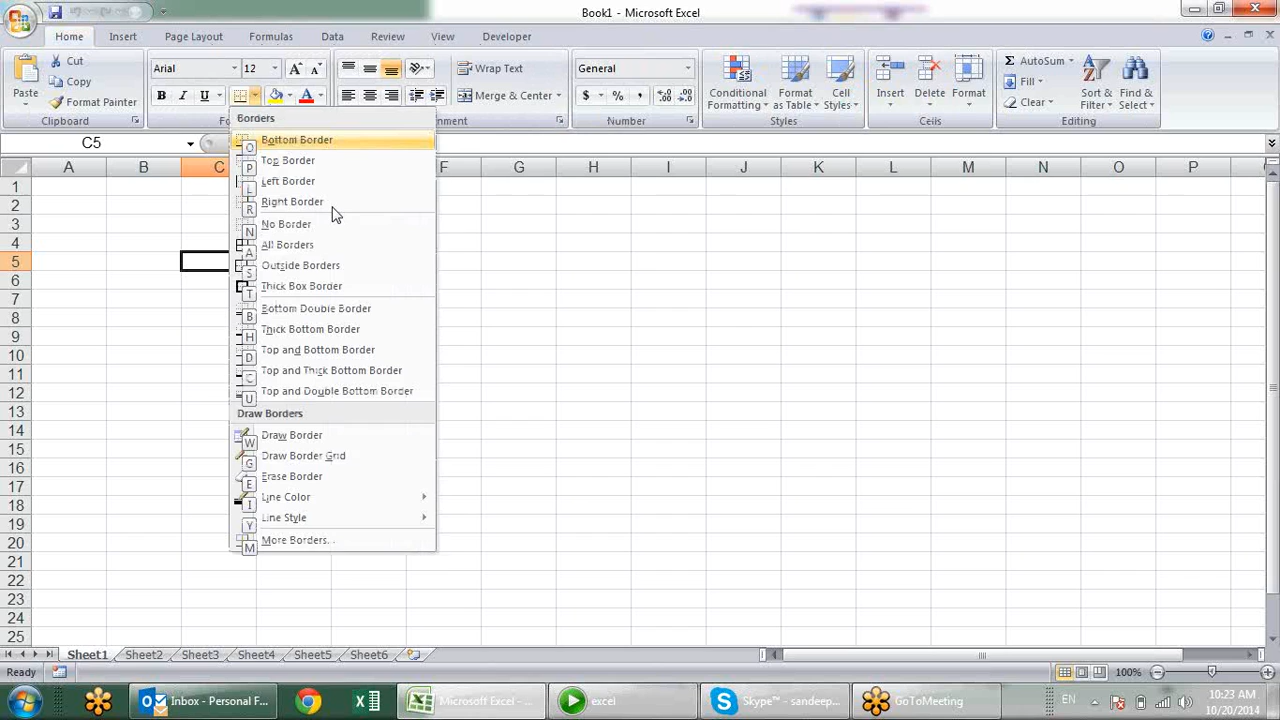 Book1 - Microsoft Excel
Home Insert Page Layout Formulas Data Review View Developer
Paste
Cut
Copy
Format Painter
Clipboard
Arial 12
B I U
Wrap Text
Merge & Center
General
$ % ,
Number
Conditional Formatting
Format as Table
Cell Styles
Styles
Insert Delete Format
Cells
AutoSum
Fill
Clear
Sort & Filter
Find & Select
Editing
C5
A B C F G H I J K L M N O P
1
2
3
4
5
6
7
8
9
10
11
12
13
14
15
16
17
18
19
20
21
22
23
24
25
Borders
O Bottom Border
P Top Border
L Left Border
R Right Border
N No Border
A All Borders
S Outside Borders
T Thick Box Border
B Bottom Double Border
H Thick Bottom Border
D Top and Bottom Border
C Top and Thick Bottom Border
U Top and Double Bottom Border
Draw Borders
W Draw Border
G Draw Border Grid
E Erase Border
I Line Color
Y Line Style
M More Borders...
Sheet1 Sheet2 Sheet3 Sheet4 Sheet5 Sheet6
Ready
100%
Inbox - Personal F...
Microsoft Excel - ...
excel
Skype™ - sandeep...
GoToMeeting
EN
10:23 AM
10/20/2014